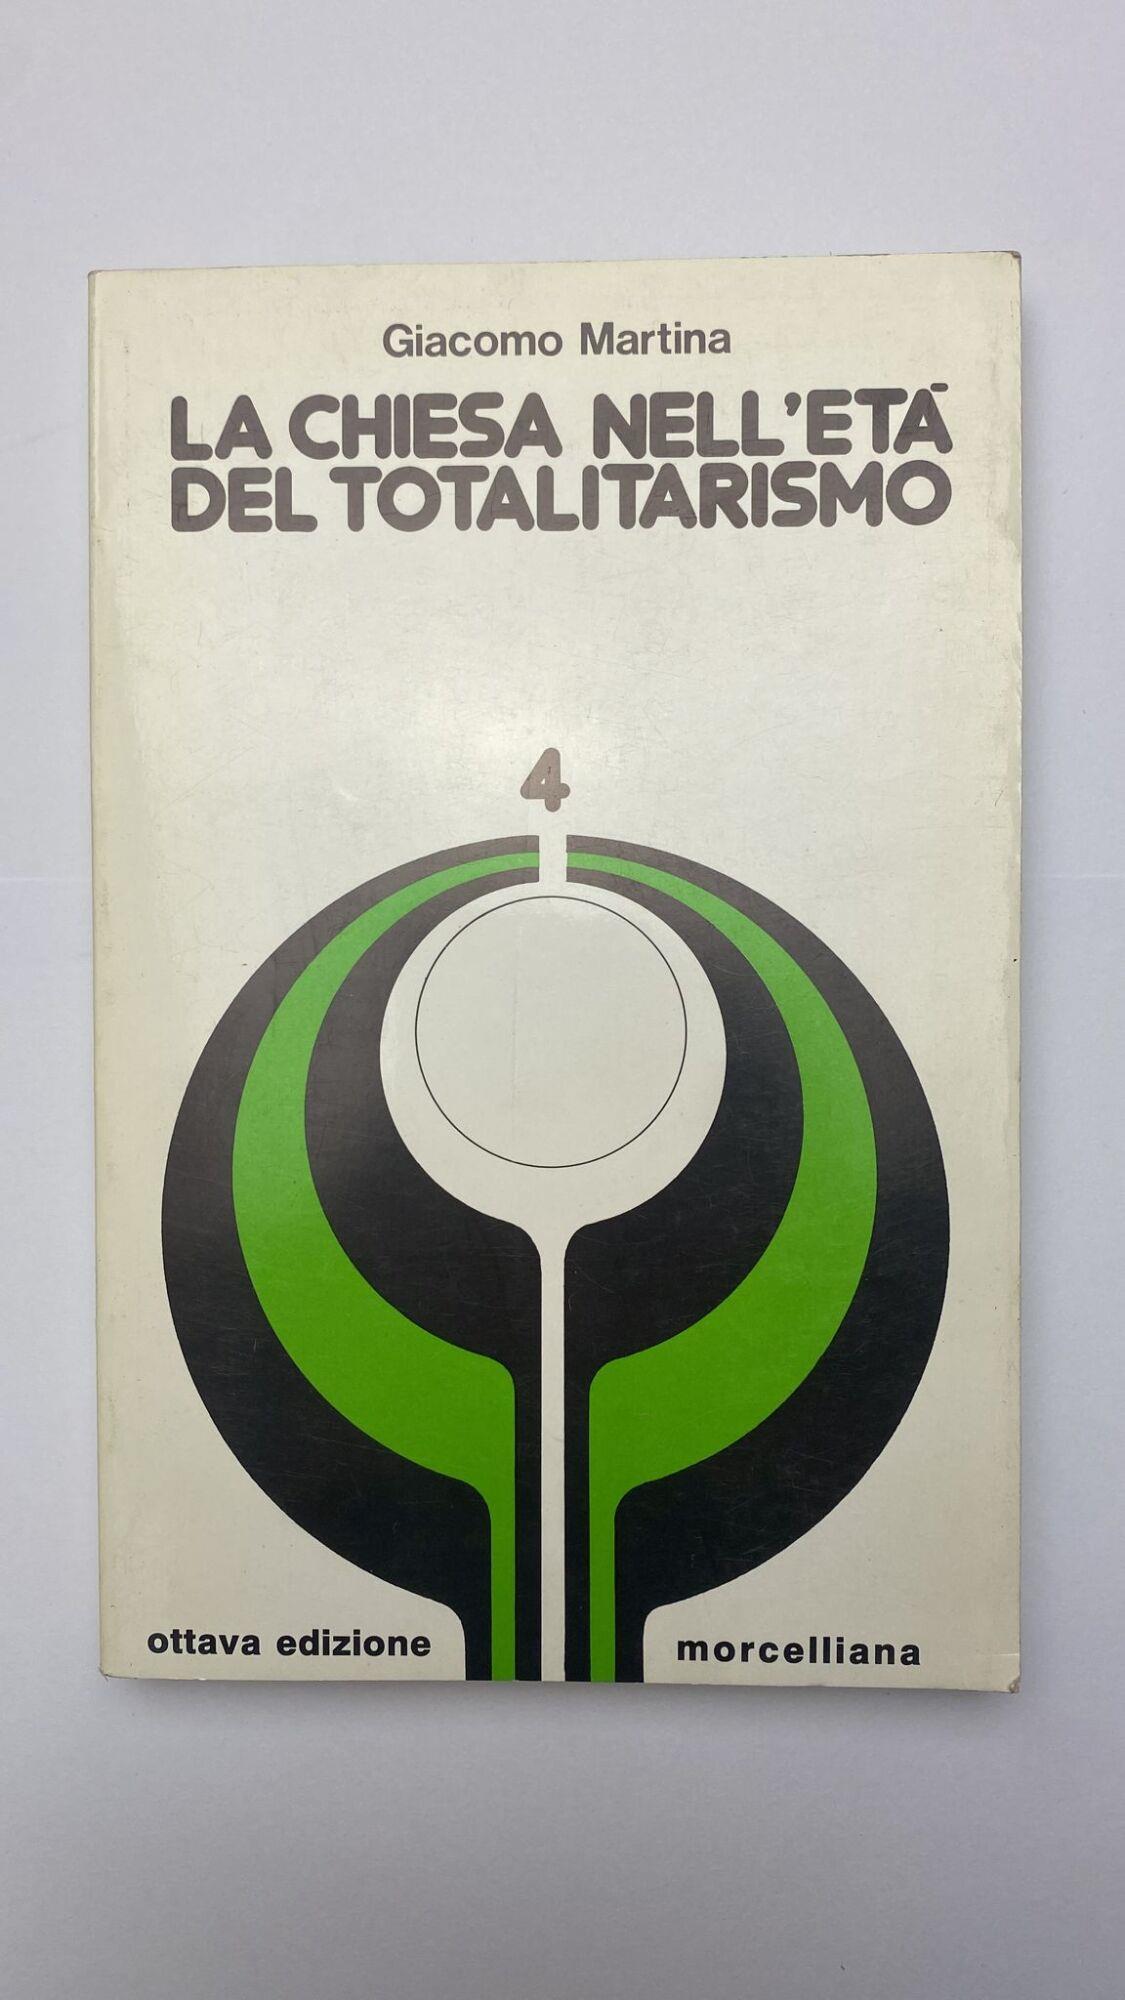 Giacomo Martina
LA CHIESA NELL'ETÀ
DEL TOTALITARISMO
4
ottava edizione
morcelliana